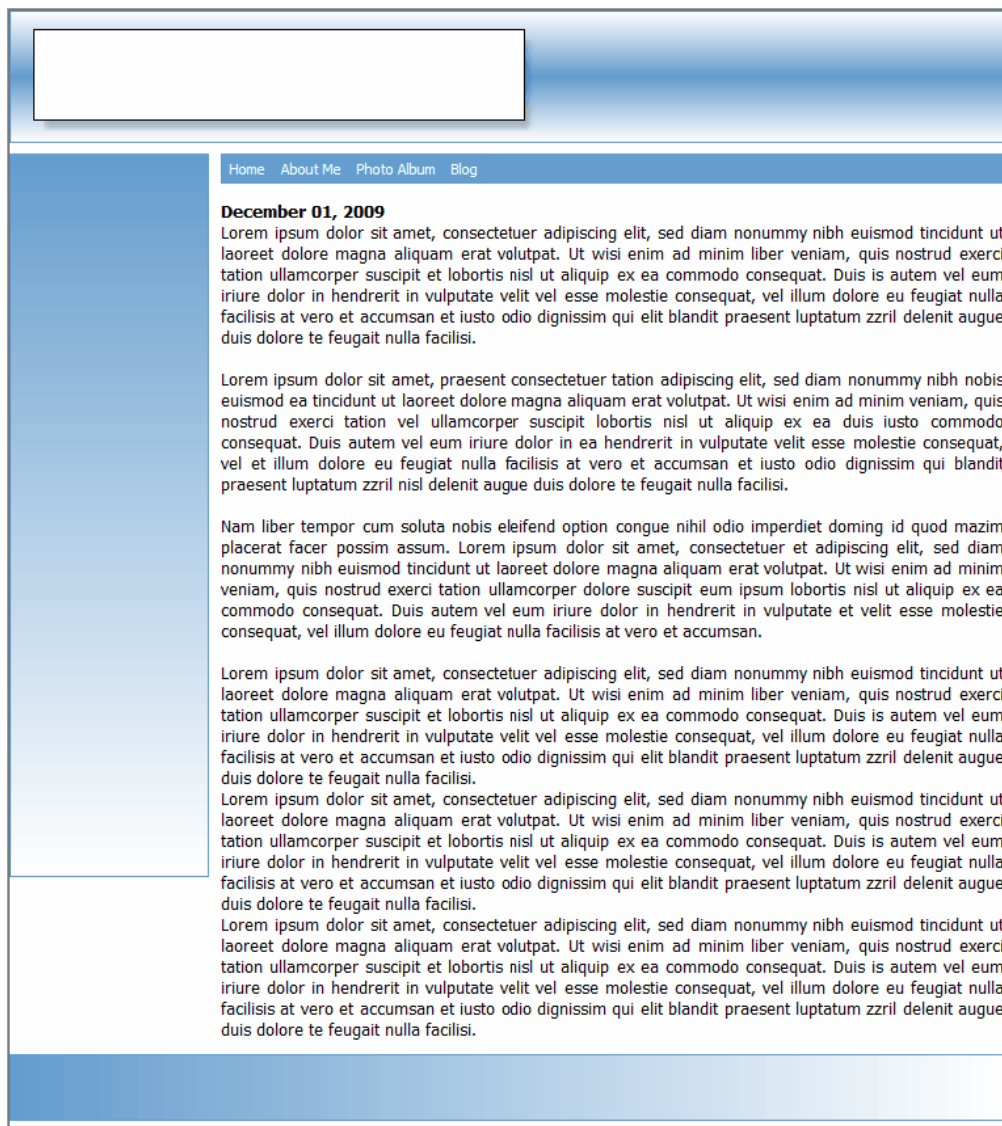 Home About Me Photo Album Blog
December 01, 2009
Lorem ipsum dolor sit amet, consectetuer adipiscing elit, sed diam nonummy nibh euismod tincidunt ut
laoreet dolore magna aliquam erat volutpat. Ut wisi enim ad minim liber veniam, quis nostrud exerci
tation ullamcorper suscipit et lobortis nisl ut aliquip ex ea commodo consequat. Duis is autem vel eum
iriure dolor in hendrerit in vulputate velit vel esse molestie consequat, vel illum dolore eu feugiat nulla
facilisis at vero et accumsan et iusto odio dignissim qui elit blandit praesent luptatum zzril delenit augue
duis dolore te feugait nulla facilisi.
Lorem ipsum dolor sit amet, praesent consectetuer tation adipiscing elit, sed diam nonummy nibh nobis
euismod ea tincidunt ut laoreet dolore magna aliquam erat volutpat. Ut wisi enim ad minim veniam, quis
nostrud exerci tation vel ullamcorper suscipit lobortis nisl ut aliquip ex ea duis iusto commodo
consequat. Duis autem vel eum iriure dolor in ea hendrerit in vulputate velit esse molestie consequat,
vel et illum dolore eu feugiat nulla facilisis at vero et accumsan et iusto odio dignissim qui blandit
praesent luptatum zzril nisl delenit augue duis dolore te feugait nulla facilisi.
Nam liber tempor cum soluta nobis eleifend option congue nihil odio imperdiet doming id quod mazim
placerat facer possim assum. Lorem ipsum dolor sit amet, consectetuer et adipiscing elit, sed diam
nonummy nibh euismod tincidunt ut laoreet dolore magna aliquam erat volutpat. Ut wisi enim ad minim
veniam, quis nostrud exerci tation ullamcorper dolore suscipit eum ipsum lobortis nisl ut aliquip ex ea
commodo consequat. Duis autem vel eum iriure dolor in hendrerit in vulputate et velit esse molestie
consequat, vel illum dolore eu feugiat nulla facilisis at vero et accumsan.
Lorem ipsum dolor sit amet, consectetuer adipiscing elit, sed diam nonummy nibh euismod tincidunt ut
laoreet dolore magna aliquam erat volutpat. Ut wisi enim ad minim liber veniam, quis nostrud exerci
tation ullamcorper suscipit et lobortis nisl ut aliquip ex ea commodo consequat. Duis is autem vel eum
iriure dolor in hendrerit in vulputate velit vel esse molestie consequat, vel illum dolore eu feugiat nulla
facilisis at vero et accumsan et iusto odio dignissim qui elit blandit praesent luptatum zzril delenit augue
duis dolore te feugait nulla facilisi.
Lorem ipsum dolor sit amet, consectetuer adipiscing elit, sed diam nonummy nibh euismod tincidunt ut
laoreet dolore magna aliquam erat volutpat. Ut wisi enim ad minim liber veniam, quis nostrud exerci
tation ullamcorper suscipit et lobortis nisl ut aliquip ex ea commodo consequat. Duis is autem vel eum
iriure dolor in hendrerit in vulputate velit vel esse molestie consequat, vel illum dolore eu feugiat nulla
facilisis at vero et accumsan et iusto odio dignissim qui elit blandit praesent luptatum zzril delenit augue
duis dolore te feugait nulla facilisi.
Lorem ipsum dolor sit amet, consectetuer adipiscing elit, sed diam nonummy nibh euismod tincidunt ut
laoreet dolore magna aliquam erat volutpat. Ut wisi enim ad minim liber veniam, quis nostrud exerci
tation ullamcorper suscipit et lobortis nisl ut aliquip ex ea commodo consequat. Duis is autem vel eum
iriure dolor in hendrerit in vulputate velit vel esse molestie consequat, vel illum dolore eu feugiat nulla
facilisis at vero et accumsan et iusto odio dignissim qui elit blandit praesent luptatum zzril delenit augue
duis dolore te feugait nulla facilisi.